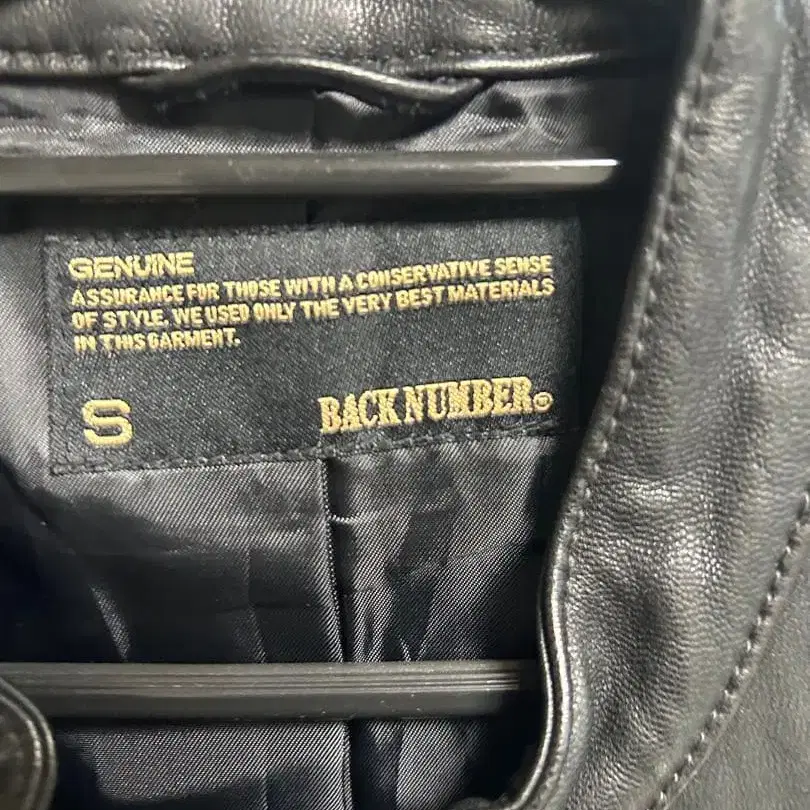 GENUINE
ASSURANCE FOR THOSE WITH A CONSERVATIVE SENSE
OF STYLE. WE USED ONLY THE VERY BEST MATERIALS
IN THIS GARMENT.
S
BACK NUMBER®